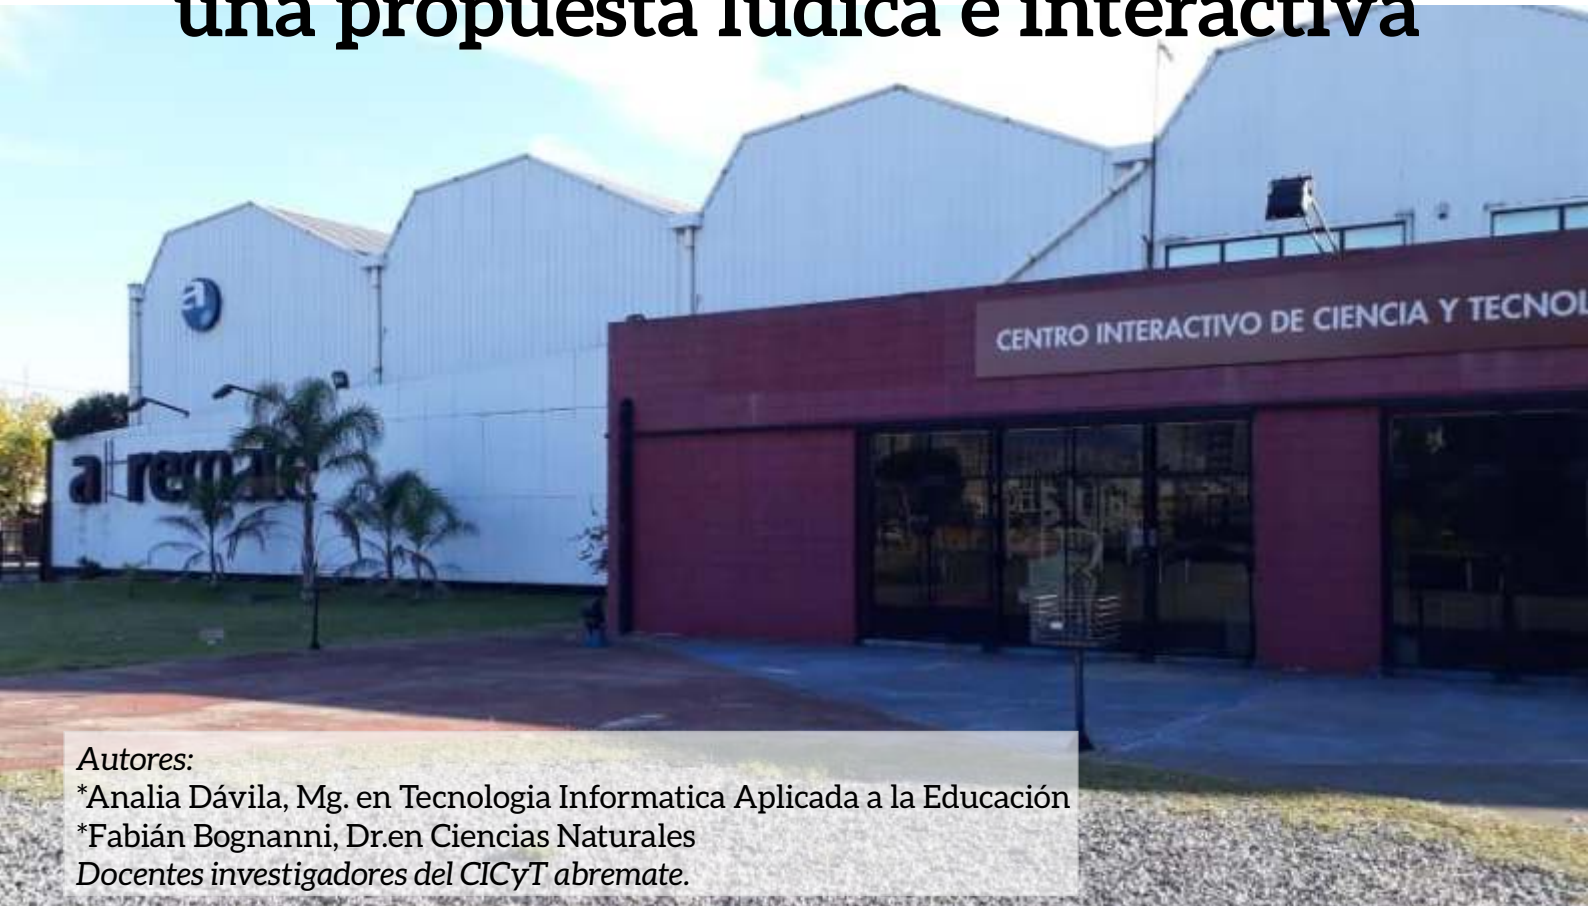 una propuesta lúdica e interactiva
CENTRO INTERACTIVO DE CIENCIA Y TECNOL
abremate
Autores:
*Analia Dávila, Mg. en Tecnologia Informatica Aplicada a la Educación
*Fabián Bognanni, Dr.en Ciencias Naturales
Docentes investigadores del CICyT abremate.